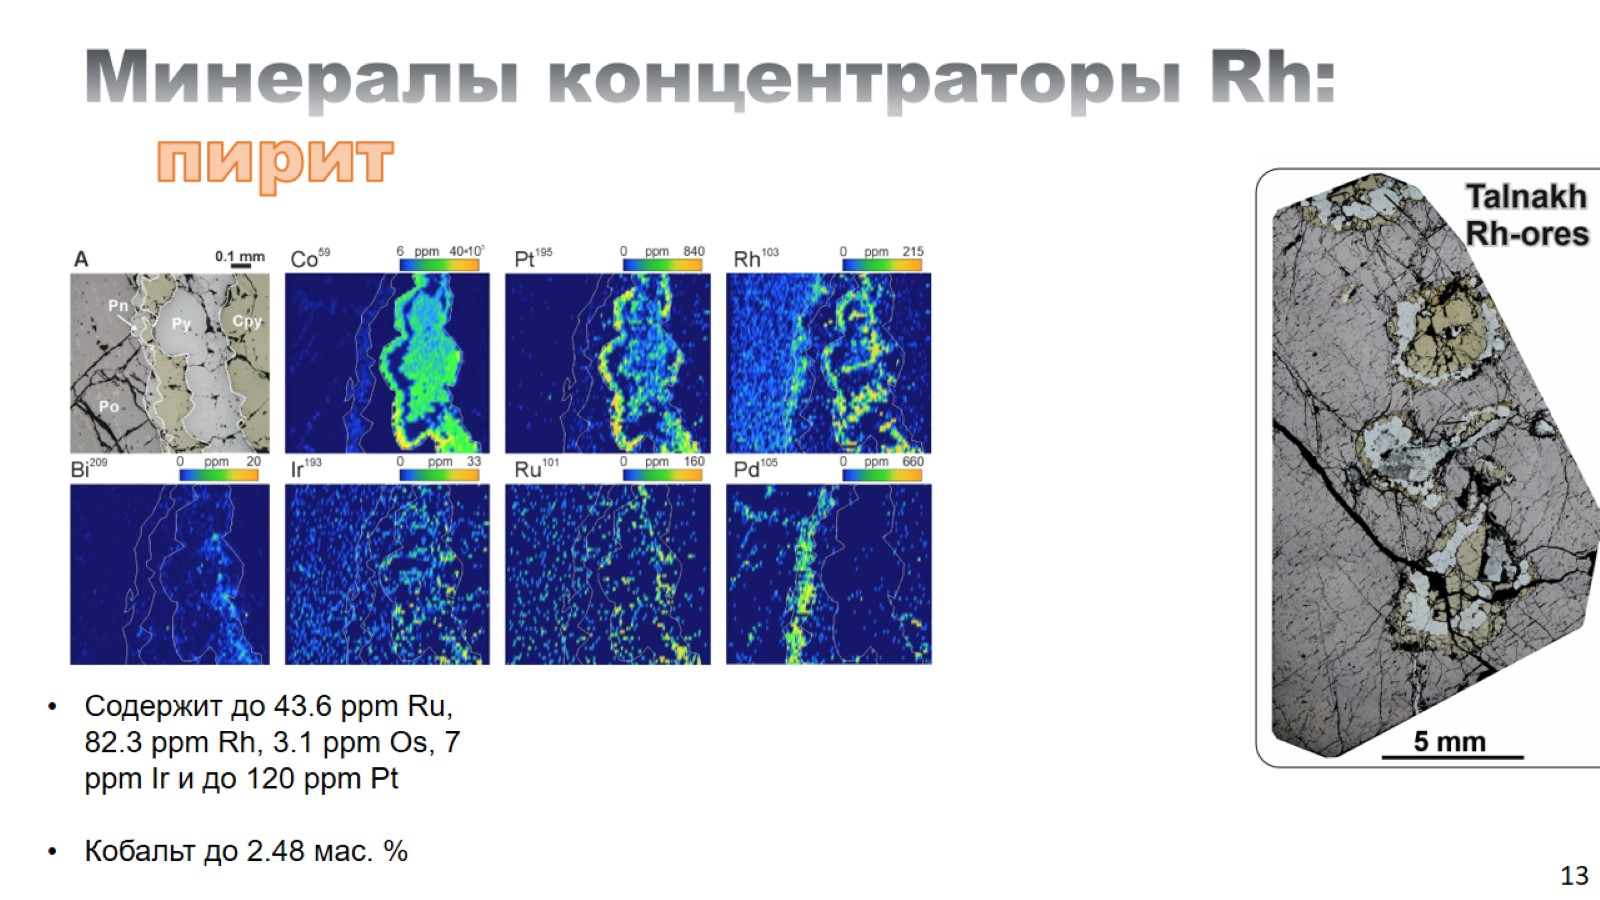 Минералы концентраторы Rh:
пирит
Talnakh
Rh-ores
A
0.1 mm
Pn
Py
Cpy
Po
Co59
6 ppm 40*10³
Pt195
0 ppm 840
Rh103
0 ppm 215
Bi209
0 ppm 20
Ir193
0 ppm 33
Ru101
0 ppm 160
Pd105
0 ppm 660
• Содержит до 43.6 ppm Ru,
82.3 ppm Rh, 3.1 ppm Os, 7
ppm Ir и до 120 ppm Pt
• Кобальт до 2.48 мас. %
5 mm
13